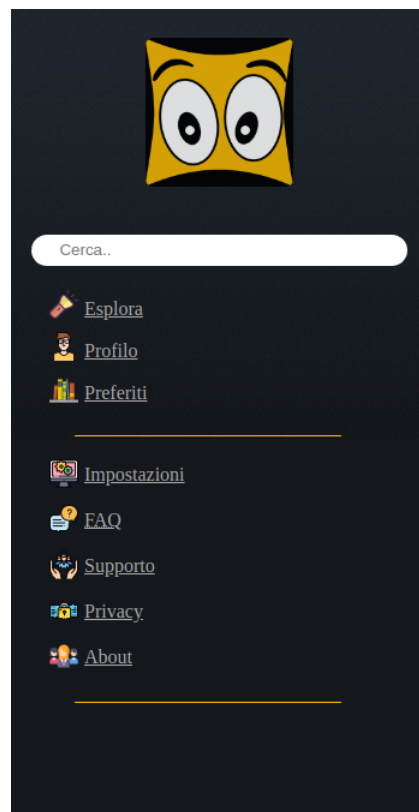 Cerca..
Esplora
Profilo
Preferiti
Impostazioni
FAQ
Supporto
Privacy
About